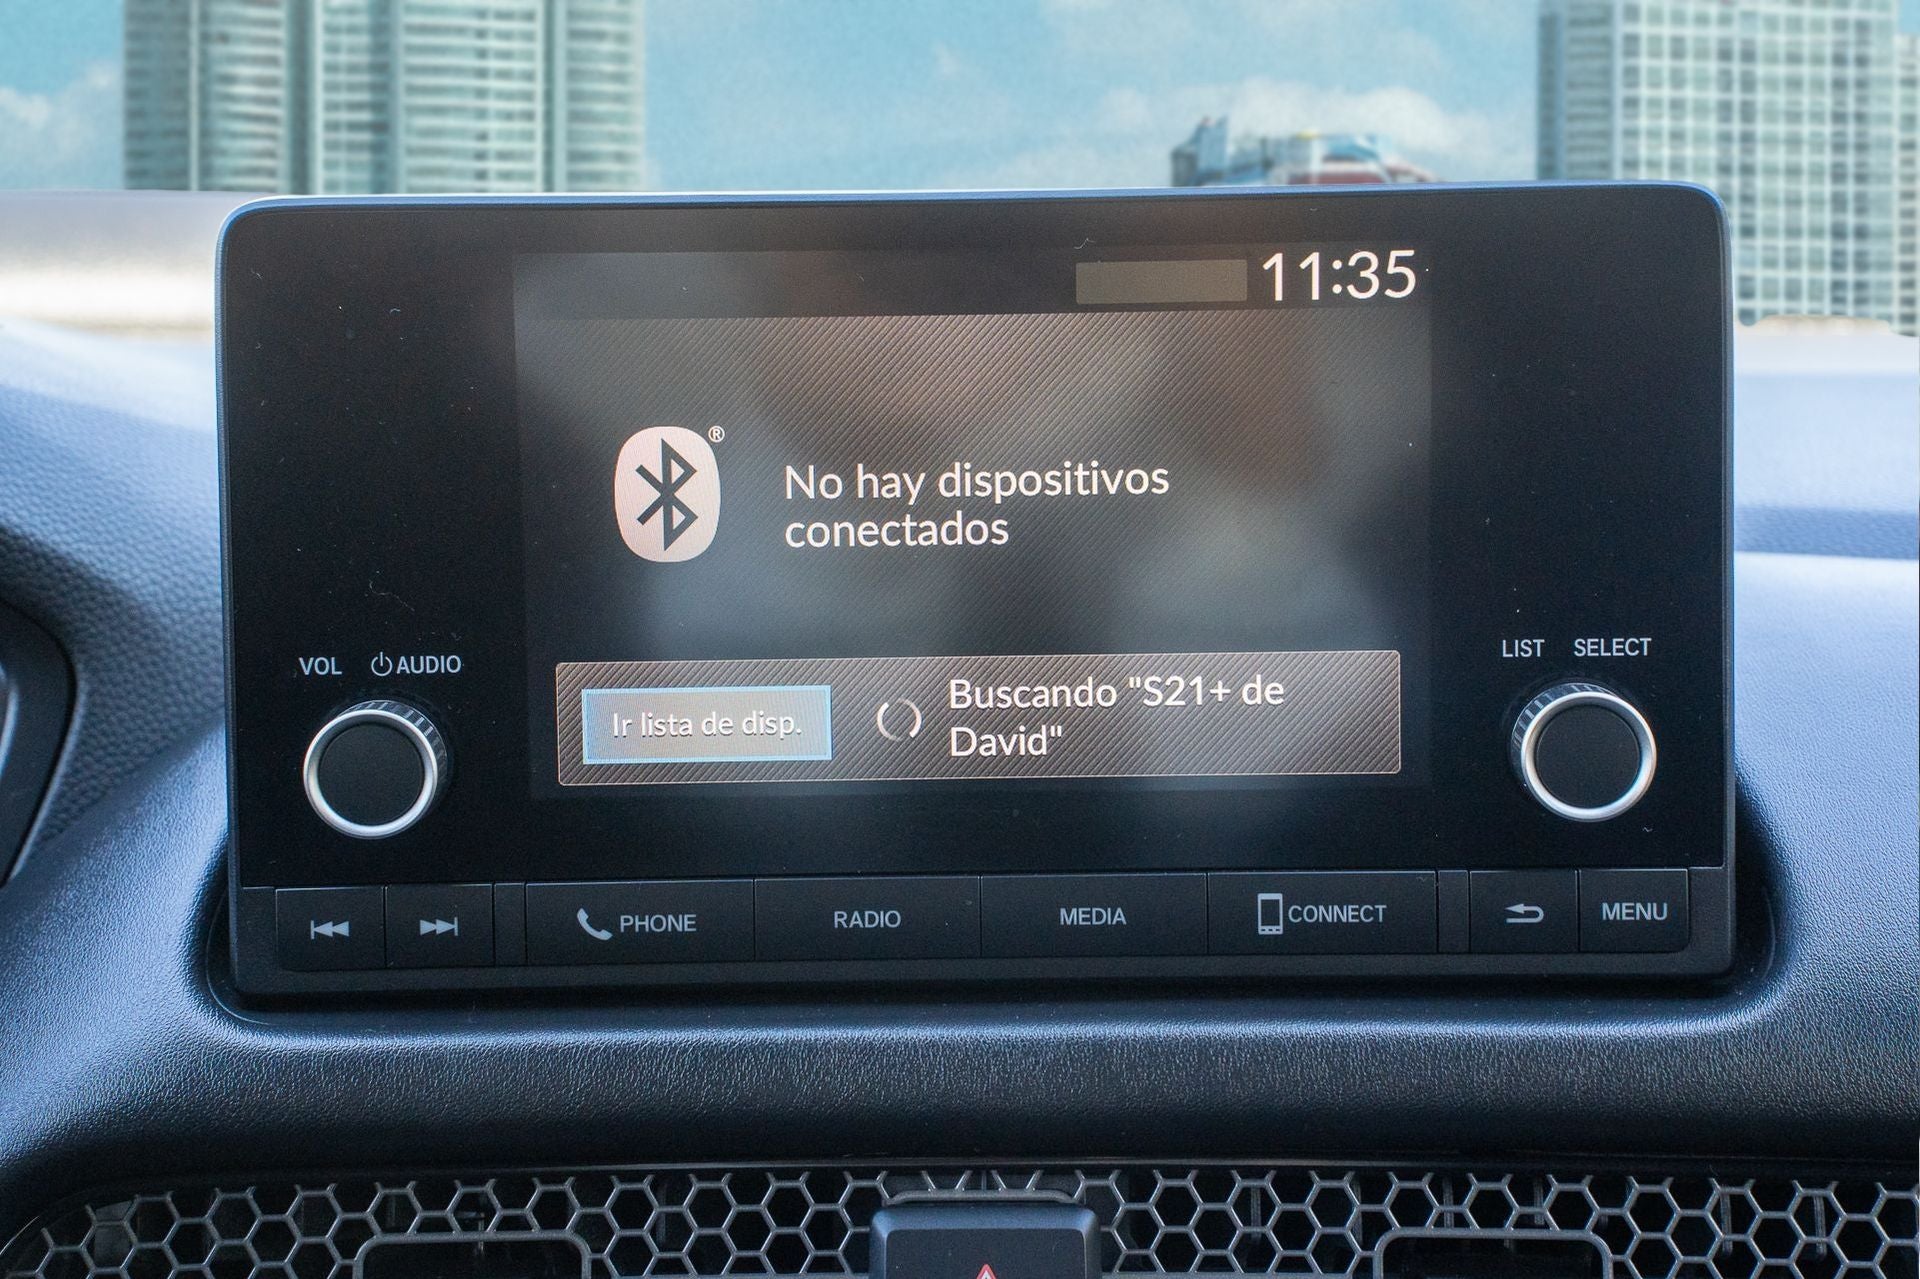 11:35
®
No hay dispositivos
conectados
VOL AUDIO
LIST SELECT
Ir lista de disp.
Buscando "S21+ de
David"
PHONE RADIO MEDIA CONNECT MENU